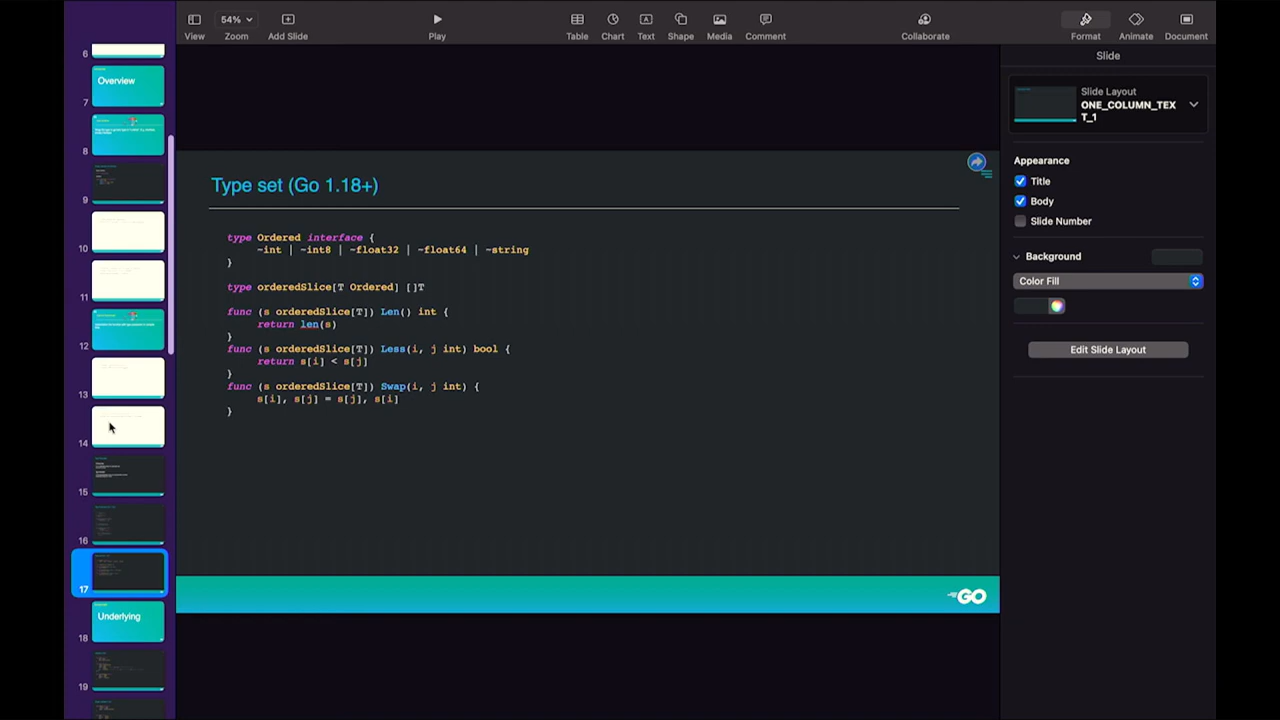 54%
View
Zoom
Add Slide
Play
Table
Chart
Text
Shape
Media
Comment
Collaborate
Format
Animate
Document
6
Overview
7
8
9
10
11
12
13
14
15
16
17
Underlying
18
19
Type set (Go 1.18+)
type Ordered interface {
~int | ~int8 | ~float32 | ~float64 | ~string
}
type orderedSlice[T Ordered] []T
func (s orderedSlice[T]) Len() int {
return len(s)
}
func (s orderedSlice[T]) Less(i, j int) bool {
return s[i] < s[j]
}
func (s orderedSlice[T]) Swap(i, j int) {
s[i], s[j] = s[j], s[i]
}
GO
Slide
Slide Layout
ONE_COLUMN_TEX
T_1
Appearance
Title
Body
Slide Number
Background
Color Fill
Edit Slide Layout